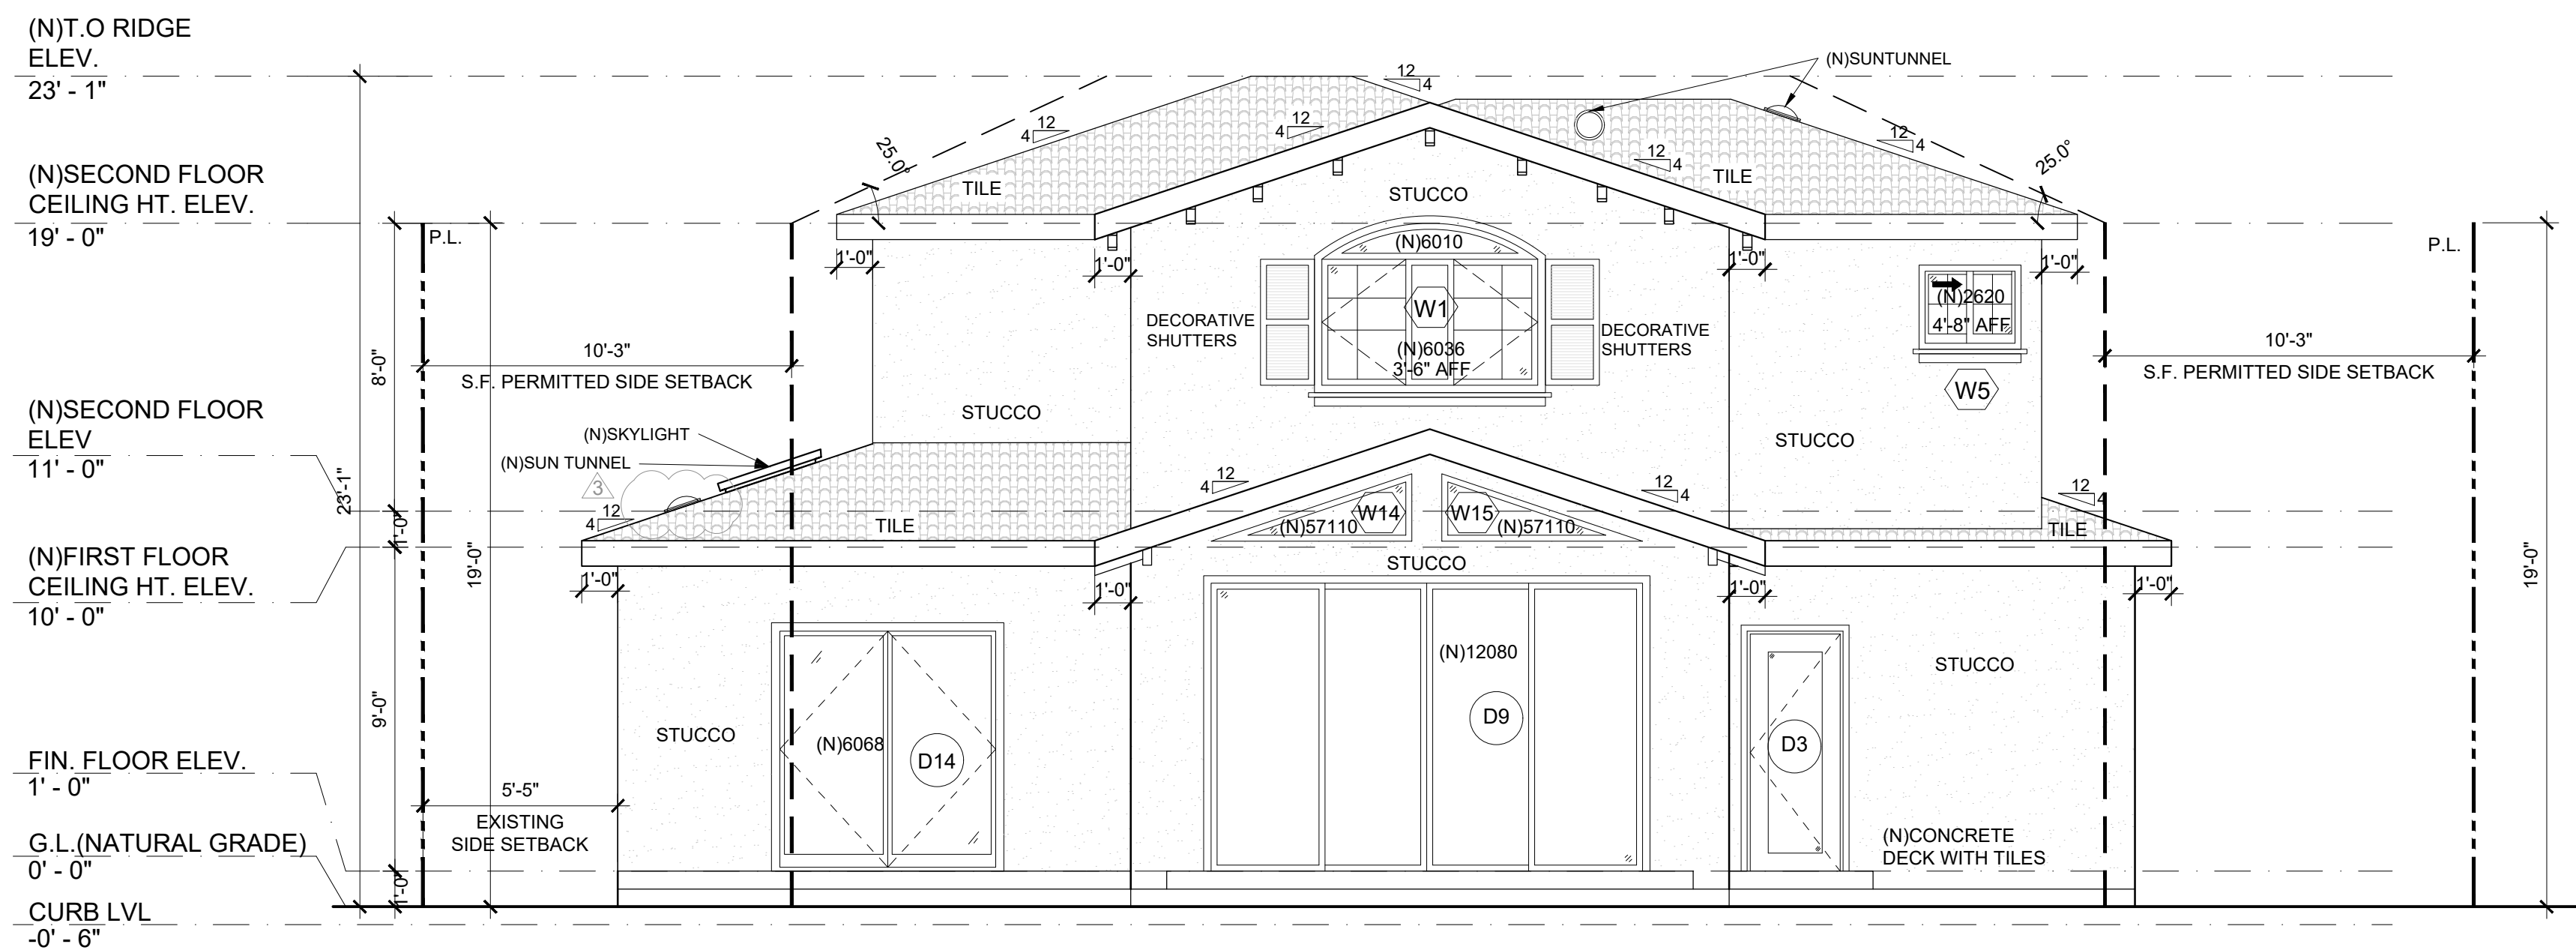 (N)T.O RIDGE
ELEV.
23' - 1"
(N)SECOND FLOOR
CEILING HT. ELEV.
19' - 0"
(N)SECOND FLOOR
ELEV
11' - 0"
(N)FIRST FLOOR
CEILING HT. ELEV.
10' - 0"
FIN. FLOOR ELEV.
1' - 0"
G.L.(NATURAL GRADE)
0' - 0"
CURB LVL
-0' - 6"
23'-1"
8'-0"
1'-0"
9'-0"
1'-0"
19'-0"
P.L.
10'-3"
S.F. PERMITTED SIDE SETBACK
(N)SKYLIGHT
(N)SUN TUNNEL
3
12
4
5'-5"
EXISTING
SIDE SETBACK
25.0°
12
4
TILE
12
4
12
4
(N)SUNTUNNEL
12
4
TILE
12
4
25.0°
STUCCO
1'-0"
1'-0"
1'-0"
1'-0"
(N)6010
W1
(N)6036
3'-6" AFF
DECORATIVE
SHUTTERS
DECORATIVE
SHUTTERS
(N)2620
4'-8" AFF
W5
STUCCO
STUCCO
P.L.
10'-3"
S.F. PERMITTED SIDE SETBACK
19'-0"
TILE
12
4
W14
(N)57110
W15
(N)57110
12
4
12
4
TILE
STUCCO
1'-0"
1'-0"
1'-0"
1'-0"
STUCCO
(N)6068
D14
(N)12080
D9
D3
STUCCO
(N)CONCRETE
DECK WITH TILES